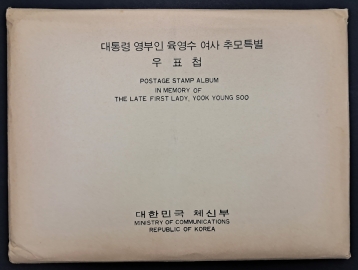 대통령 영부인 육영수 여사 추모특별
우 표 첩
POSTAGE STAMP ALBUM
IN MEMORY OF
THE LATE FIRST LADY, YOOK YOUNG SOO
대한민국 체신부
MINISTRY OF COMMUNICATIONS
REPUBLIC OF KOREA